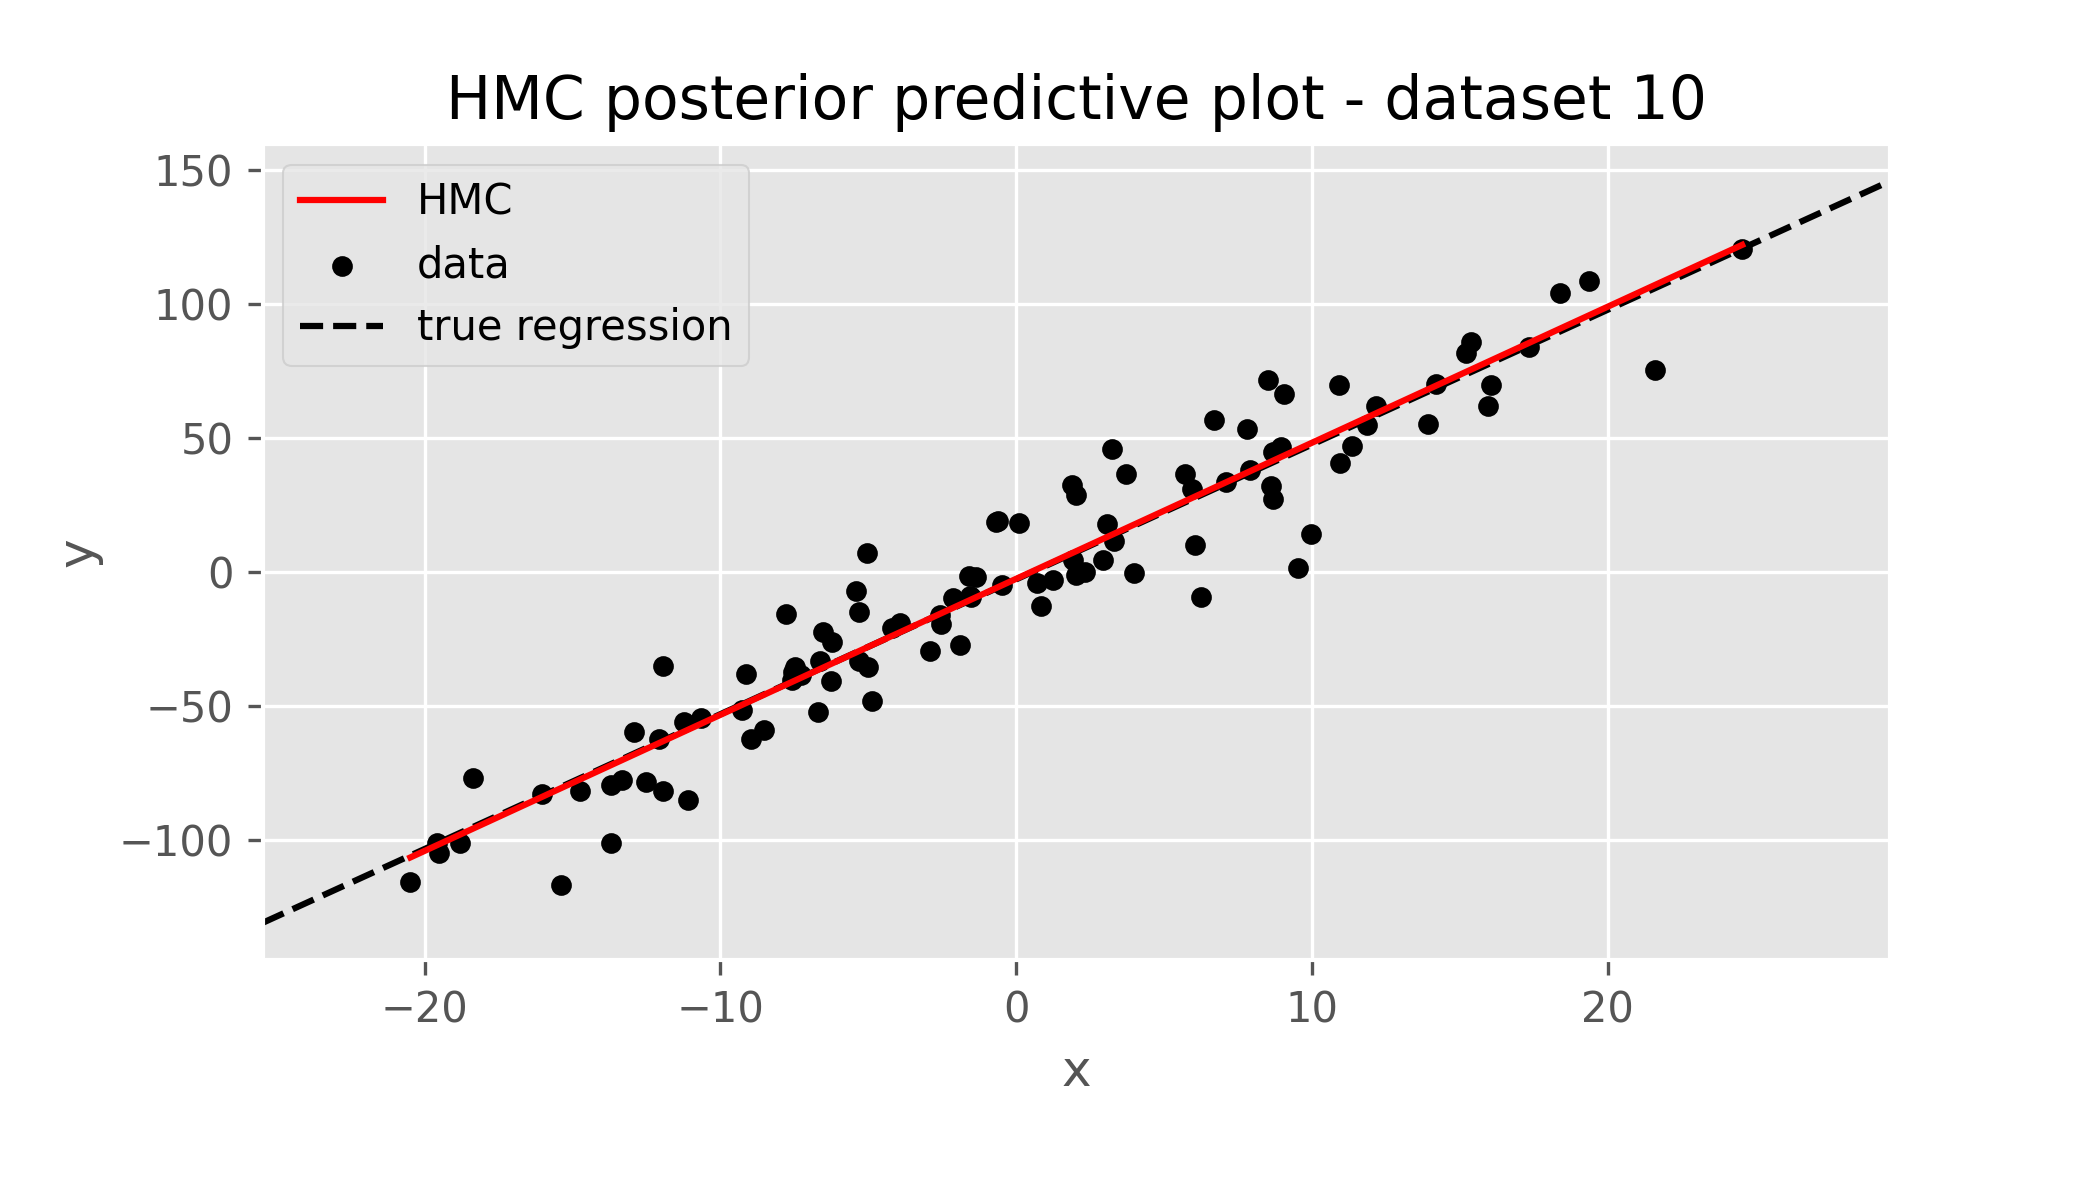 HMC posterior predictive plot - dataset 10
HMC
data
true regression
150
100
50
0
−50
−100
y
−20
−10
0
10
20
x